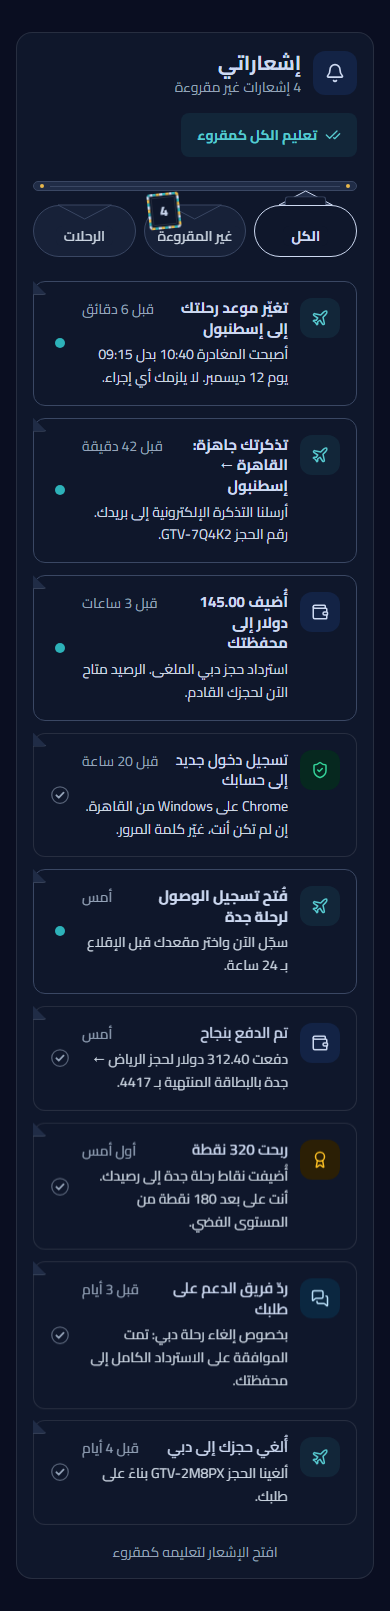 إشعاراتي
4 إشعارات غير مقروءة
تعليم الكل كمقروء
الكل
غير المقروءة
4
الرحلات
تغيّر موعد رحلتك
إلى إسطنبول
قبل 6 دقائق
أصبحت المغادرة 10:40 بدل 09:15
يوم 12 ديسمبر. لا يلزمك أي إجراء.
تذكرتك جاهزة:
القاهرة ←
إسطنبول
قبل 42 دقيقة
أرسلنا التذكرة الإلكترونية إلى بريدك.
رقم الحجز GTV-7Q4K2.
أُضيف 145.00
دولار إلى
محفظتك
قبل 3 ساعات
استرداد حجز دبي الملغى. الرصيد متاح
الآن لحجزك القادم.
تسجيل دخول جديد
إلى حسابك
قبل 20 ساعة
Chrome على Windows من القاهرة.
إن لم تكن أنت، غيّر كلمة المرور.
فُتح تسجيل الوصول
لرحلة جدة
أمس
سجّل الآن واختر مقعدك قبل الإقلاع
بـ 24 ساعة.
تم الدفع بنجاح
أمس
دفعت 312.40 دولار لحجز الرياض ←
جدة بالبطاقة المنتهية بـ 4417.
ربحت 320 نقطة
أول أمس
أُضيفت نقاط رحلة جدة إلى رصيدك.
أنت على بعد 180 نقطة من
المستوى الفضي.
ردّ فريق الدعم على
طلبك
قبل 3 أيام
بخصوص إلغاء رحلة دبي: تمت
الموافقة على الاسترداد الكامل إلى
محفظتك.
أُلغي حجزك إلى دبي
قبل 4 أيام
ألغينا الحجز GTV-2M8PX بناءً على
طلبك.
افتح الإشعار لتعليمه كمقروء